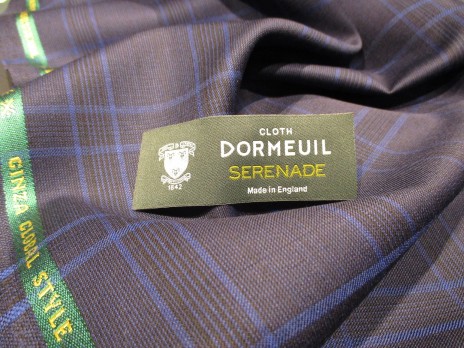 CLOTH
DORMEUIL
SERENADE
Made in England
1842
GINZA GLOBAL STYLE